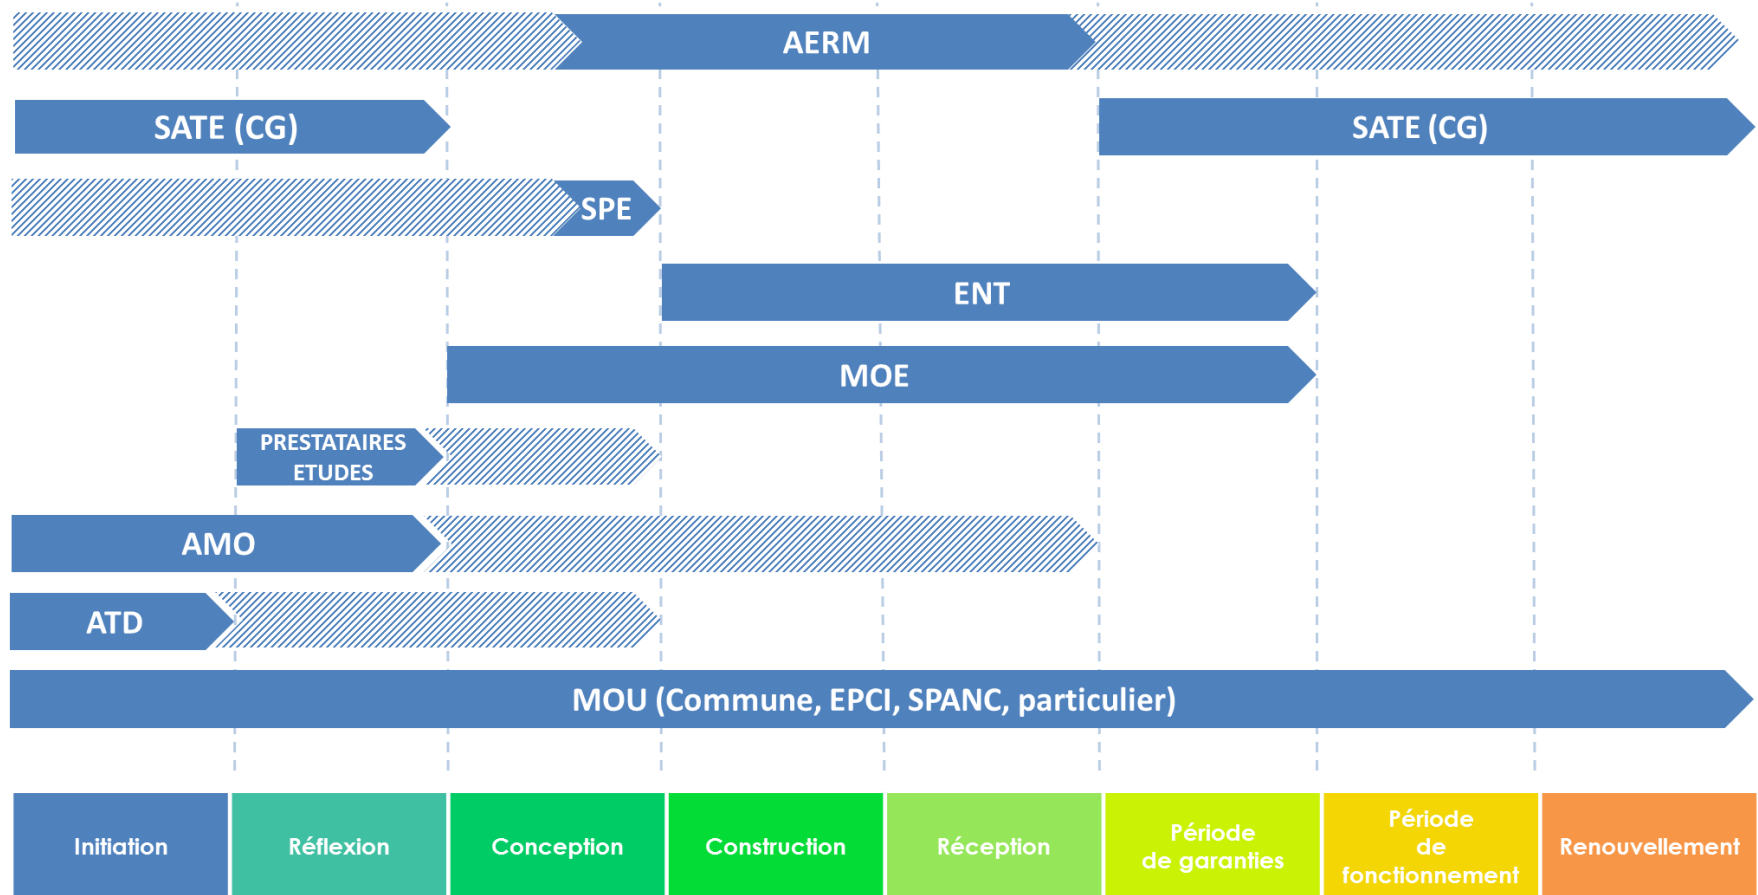 AERM
SATE (CG)
SATE (CG)
SPE
ENT
MOE
PRESTATAIRES
ETUDES
AMO
ATD
MOU (Commune, EPCI, SPANC, particulier)
Initiation
Réflexion
Conception
Construction
Réception
Période
de garanties
Période
de
fonctionnement
Renouvellement